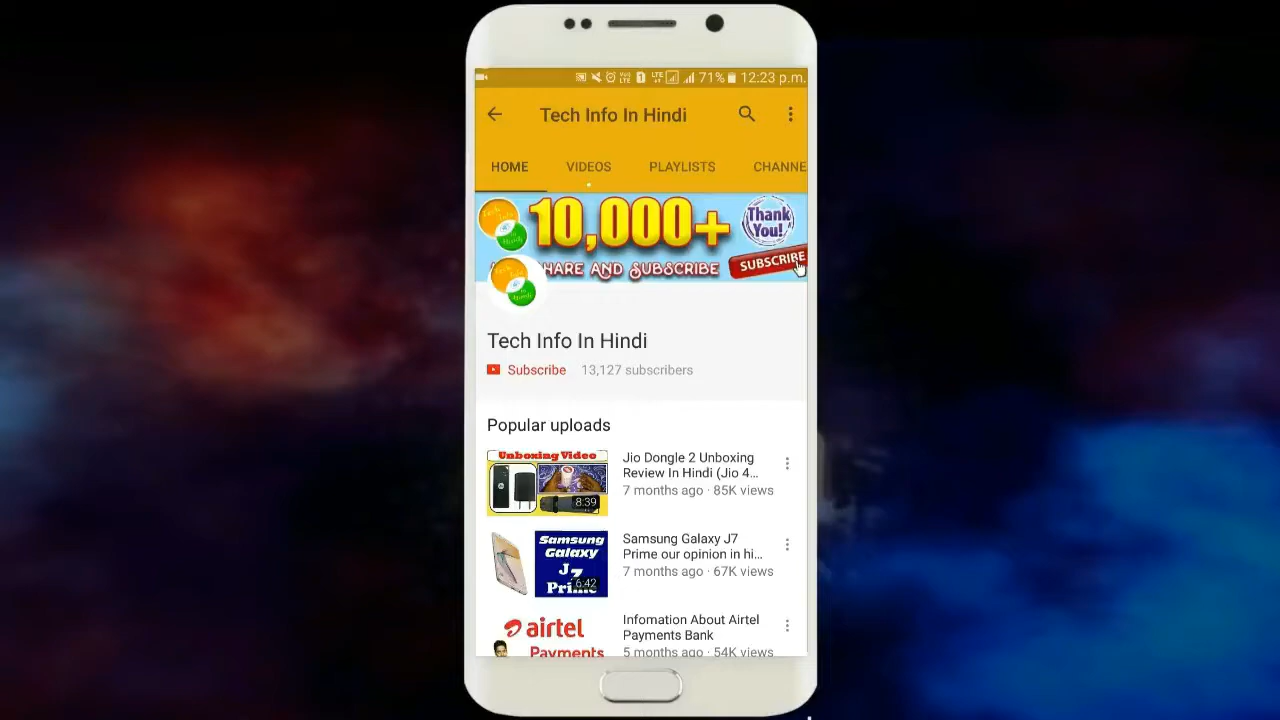 71% 12:23 p.m.
Tech Info In Hindi
HOME VIDEOS PLAYLISTS CHANNE
10,000+
Thank
You!
HARE AND SUBSCRIBE
SUBSCRIBE
Tech Info In Hindi
Subscribe 13,127 subscribers
Popular uploads
Unboxing Video
8:39
Jio Dongle 2 Unboxing
Review In Hindi (Jio 4...
7 months ago · 85K views
Samsung
Galaxy
J7
Prime
6:42
Samsung Galaxy J7
Prime our opinion in hi...
7 months ago · 67K views
airtel
Payments
Infomation About Airtel
Payments Bank
5 months ago · 54K views